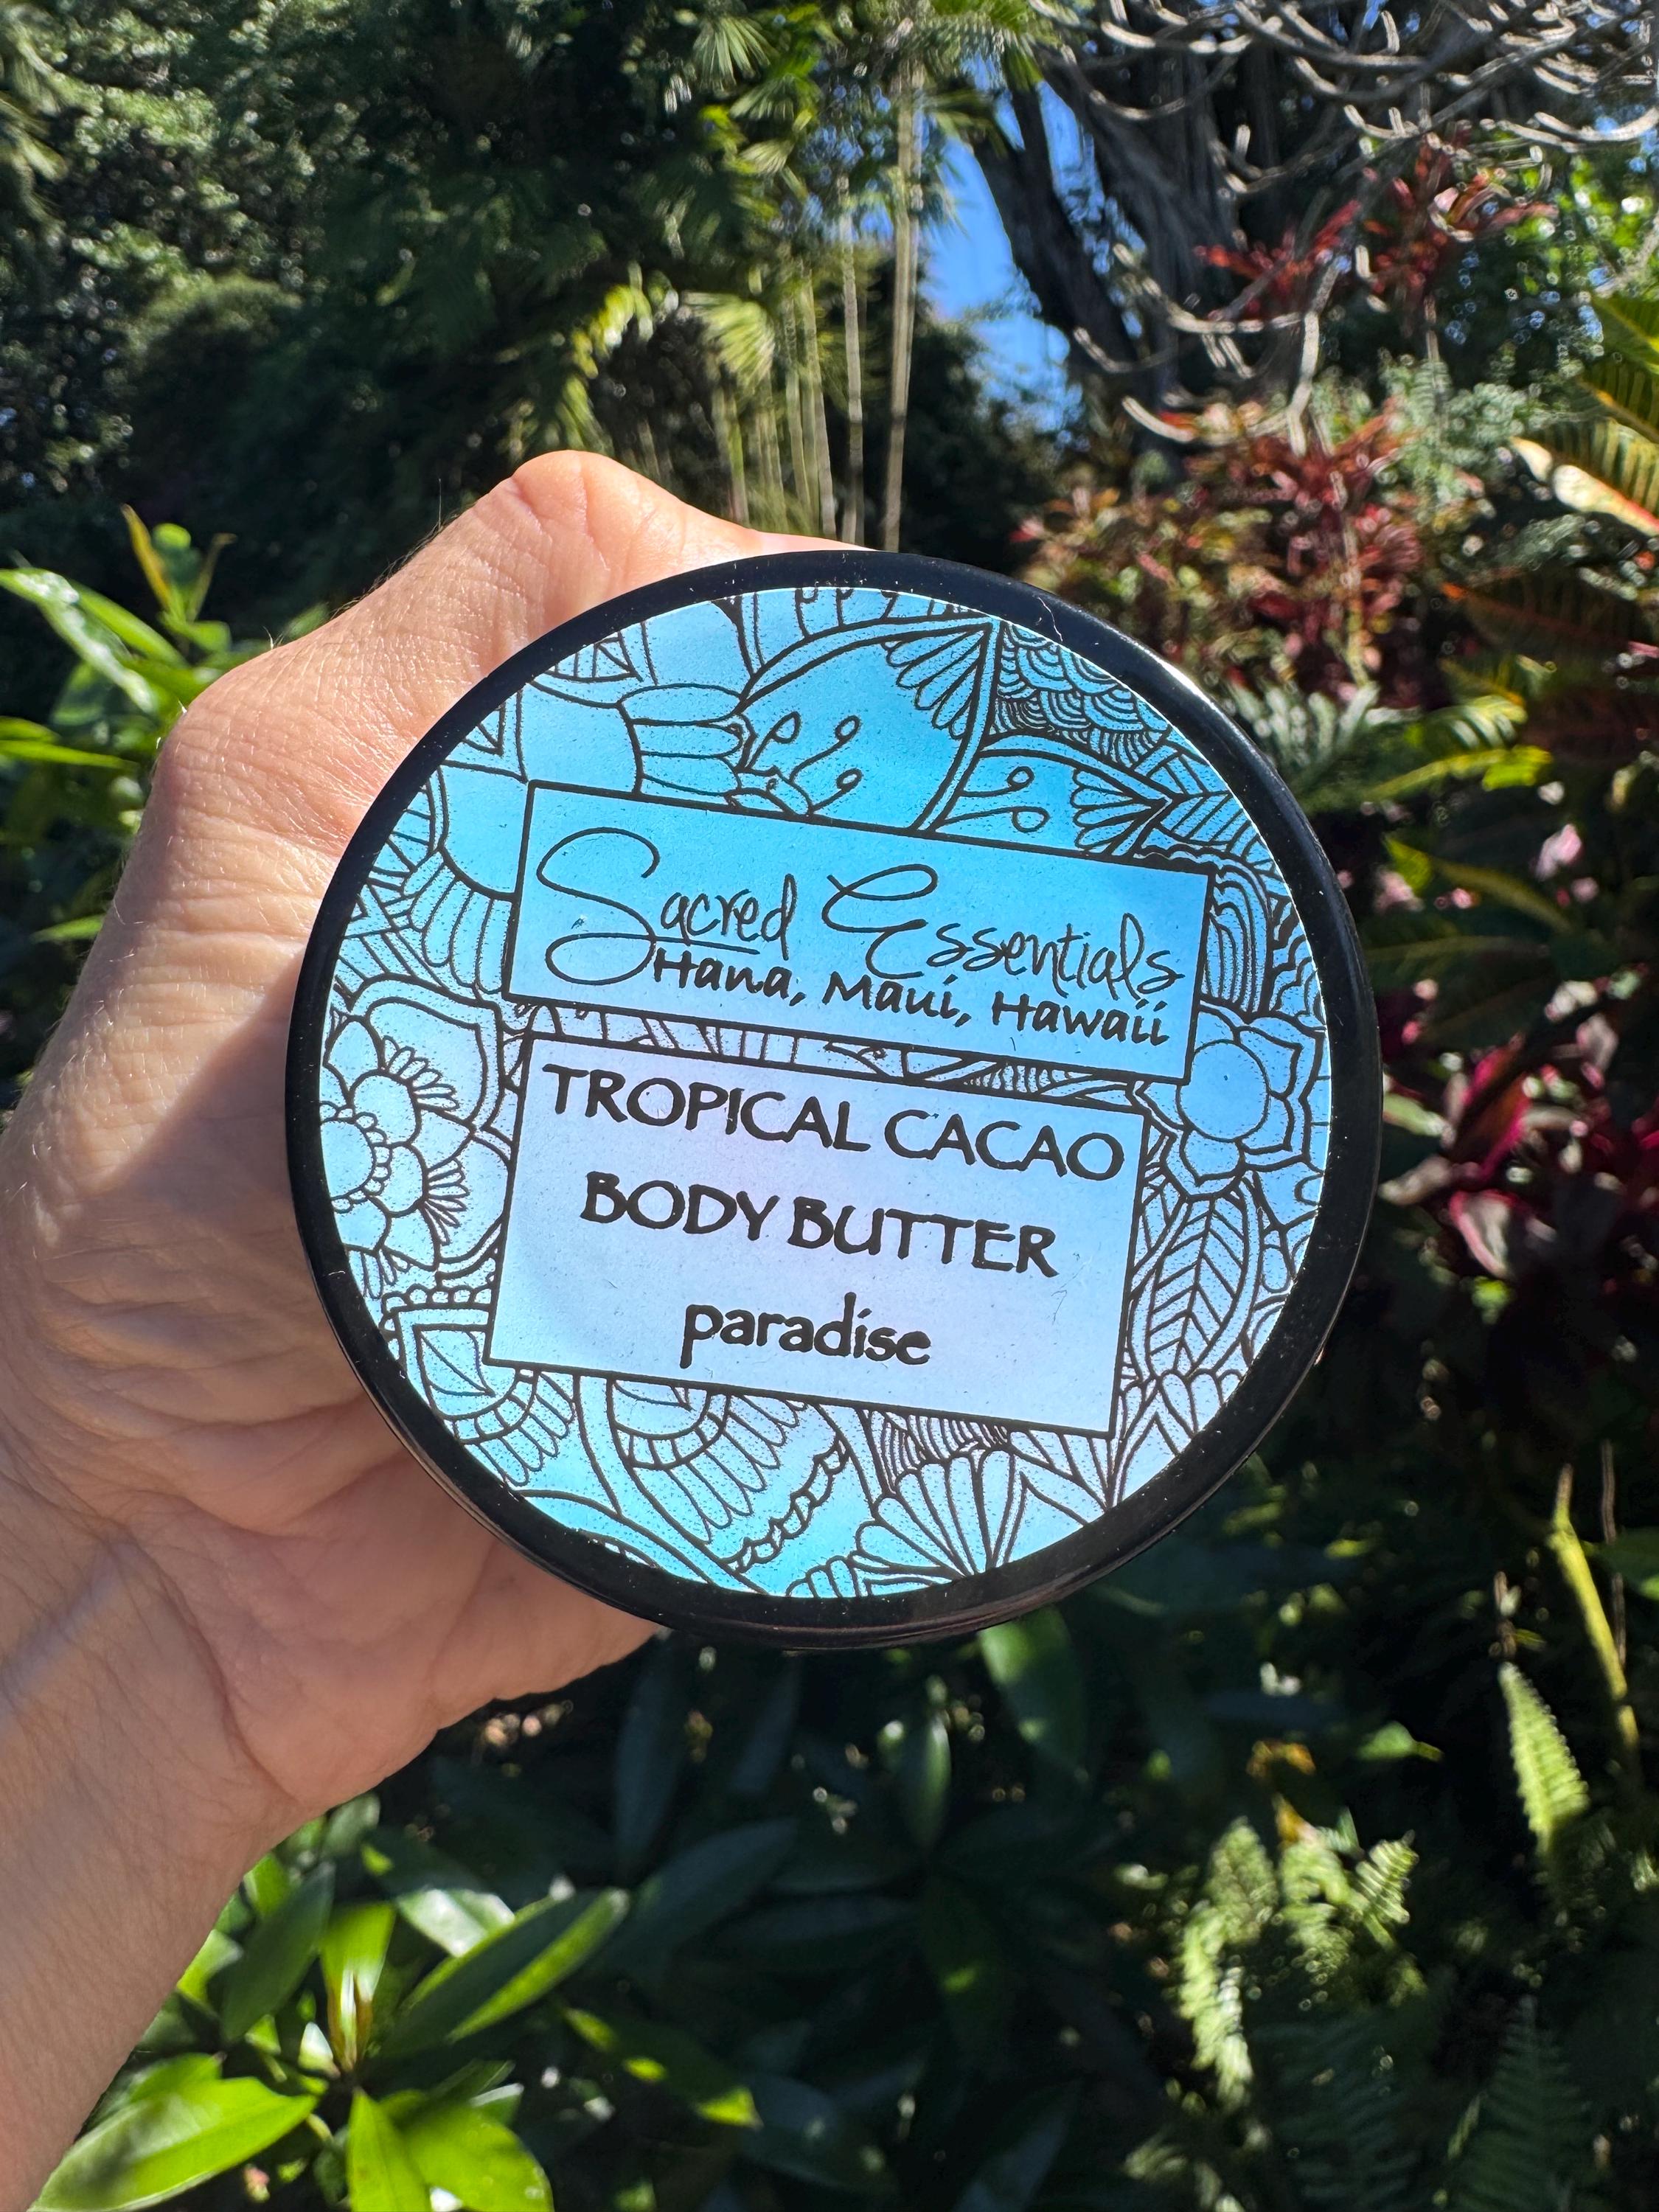 Sacred Essentials
Hana, Maui, Hawaii
TROPICAL CACAO
BODY BUTTER
paradise